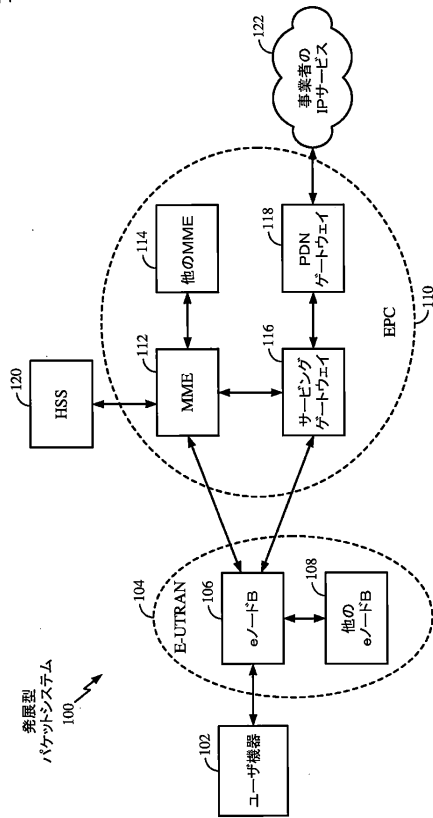 発展型
パケットシステム
100
102
ユーザ機器
104
E-UTRAN
106
eノードB
108
他の
eノードB
120
HSS
112
MME
114
他のMME
116
サービング
ゲートウェイ
118
PDN
ゲートウェイ
EPC
110
122
事業者の
IPサービス